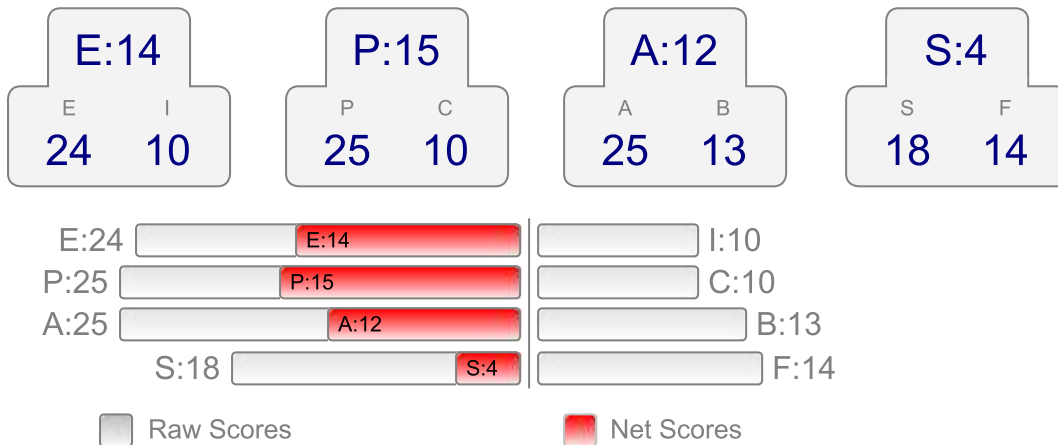 E:14 P:15 A:12 S:4
E I P C A B S F
24 10 25 10 25 13 18 14
E:24 E:14 I:10
P:25 P:15 C:10
A:25 A:12 B:13
S:18 S:4 F:14
Raw Scores Net Scores